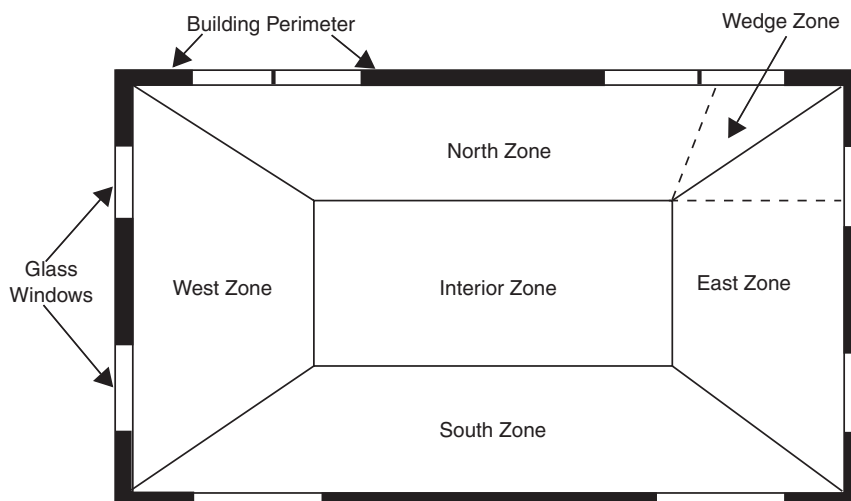 Building Perimeter
Wedge Zone
North Zone
Glass
Windows
West Zone
Interior Zone
East Zone
South Zone